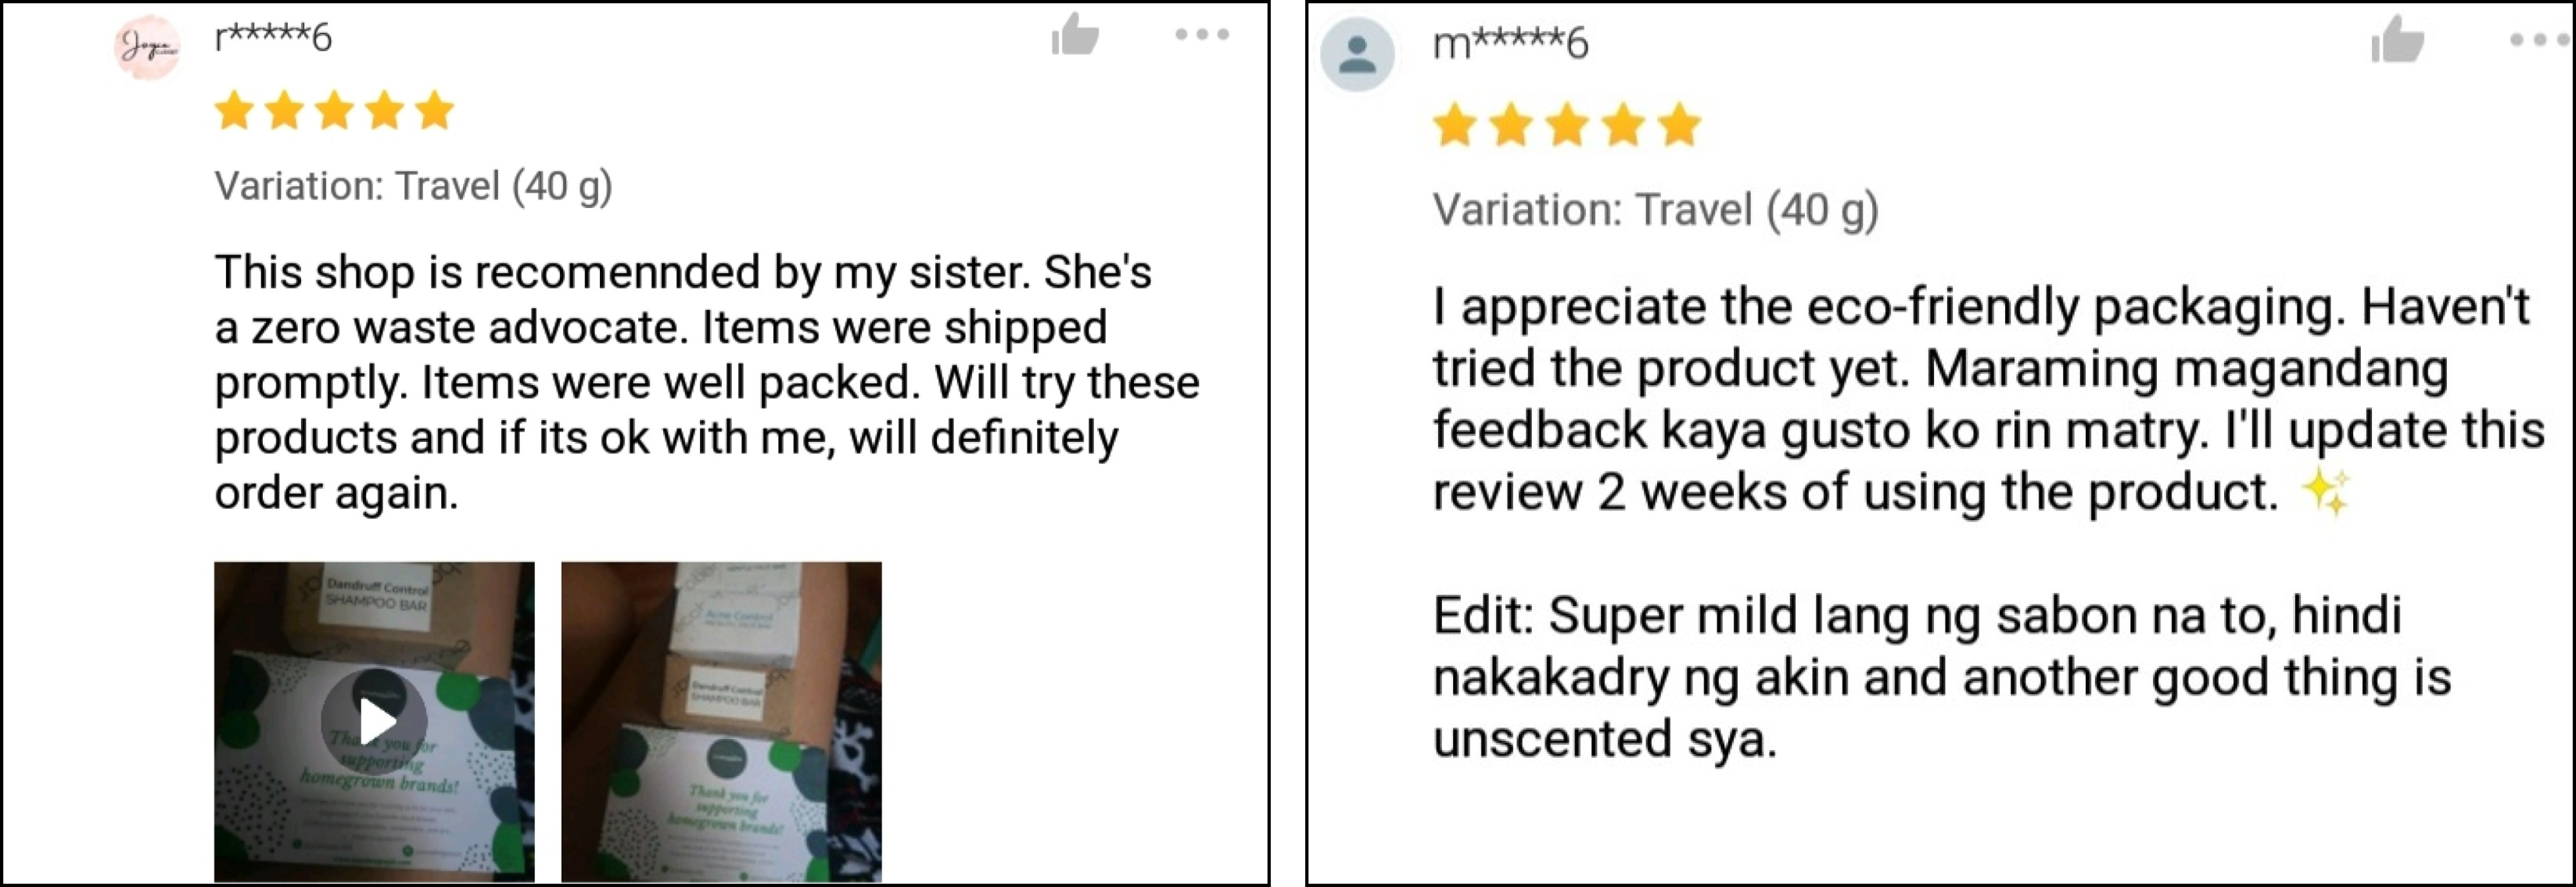 r*****6
Variation: Travel (40 g)
This shop is recomennded by my sister. She's
a zero waste advocate. Items were shipped
promptly. Items were well packed. Will try these
products and if its ok with me, will definitely
order again.
Dandruff Control
SHAMPOO BAR
Thank you for
supporting
homegrown brands!
Acne Control
Dandruff Control
SHAMPOO BAR
Thank you for
supporting
homegrown brands!
m*****6
Variation: Travel (40 g)
I appreciate the eco-friendly packaging. Haven't
tried the product yet. Maraming magandang
feedback kaya gusto ko rin matry. I'll update this
review 2 weeks of using the product. ✨
Edit: Super mild lang ng sabon na to, hindi
nakakadry ng akin and another good thing is
unscented sya.